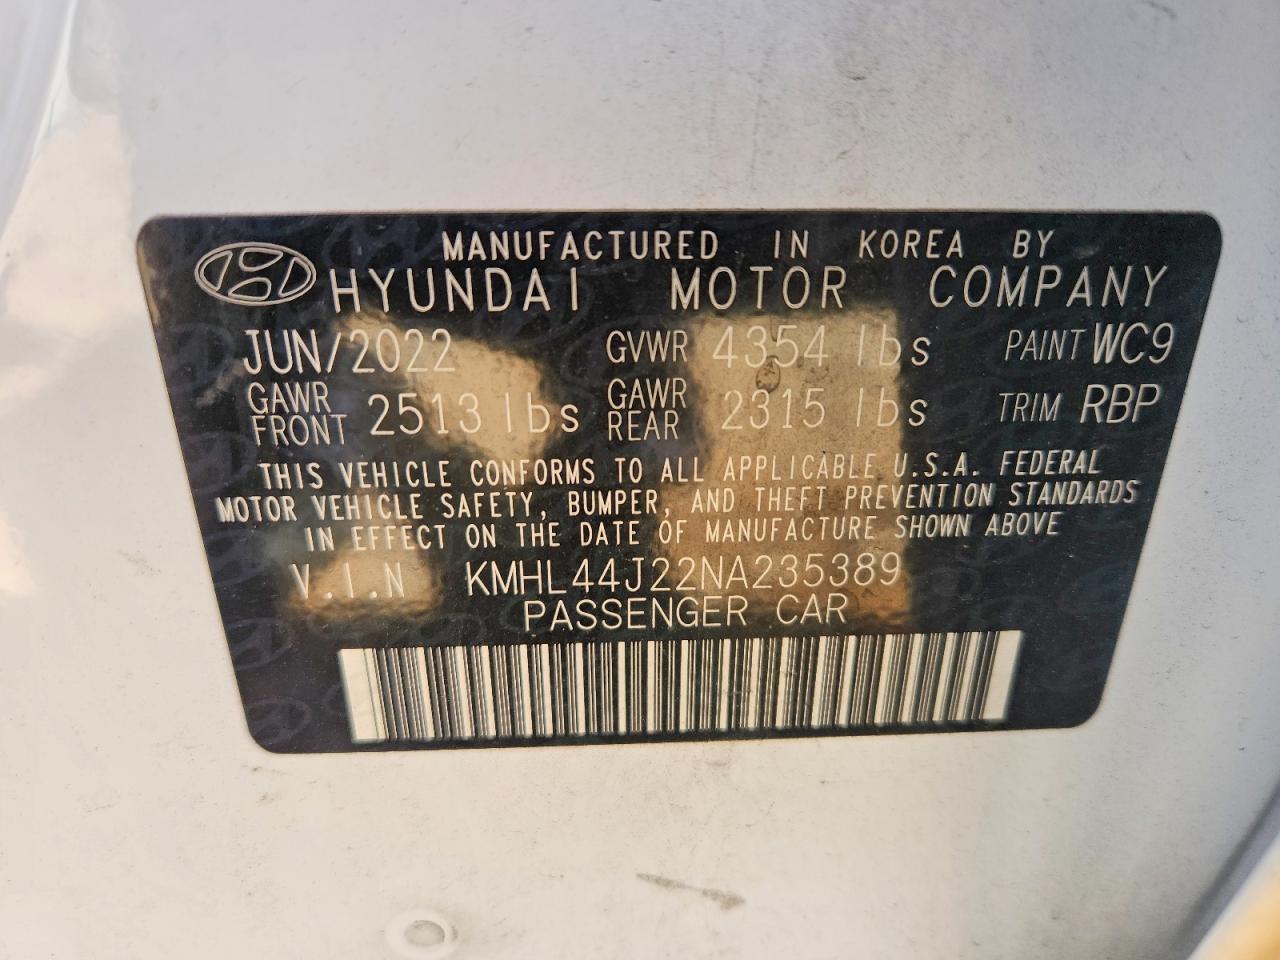 MANUFACTURED IN KOREA BY
HYUNDAI MOTOR COMPANY
JUN/2022 GVWR 4354 lbs PAINT WC9
GAWR FRONT 2513 lbs GAWR REAR 2315 lbs TRIM RBP
THIS VEHICLE CONFORMS TO ALL APPLICABLE U.S.A. FEDERAL
MOTOR VEHICLE SAFETY, BUMPER, AND THEFT PREVENTION STANDARDS
IN EFFECT ON THE DATE OF MANUFACTURE SHOWN ABOVE
V.I.N KMHL44J22NA235389
PASSENGER CAR